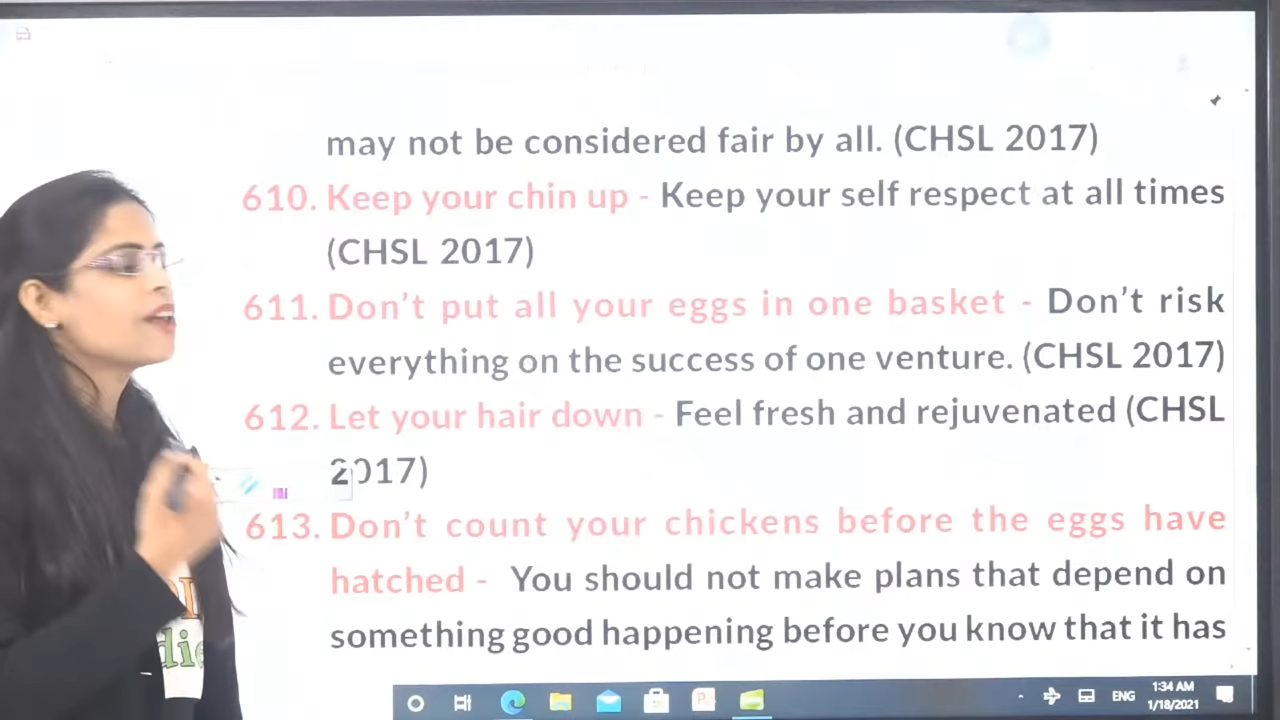 may not be considered fair by all. (CHSL 2017)
610. Keep your chin up - Keep your self respect at all times
(CHSL 2017)
611. Don't put all your eggs in one basket - Don't risk
everything on the success of one venture. (CHSL 2017)
612. Let your hair down - Feel fresh and rejuvenated (CHSL
2017)
613. Don't count your chickens before the eggs have
hatched - You should not make plans that depend on
something good happening before you know that it has
die
ENG
1:34 AM
1/18/2021